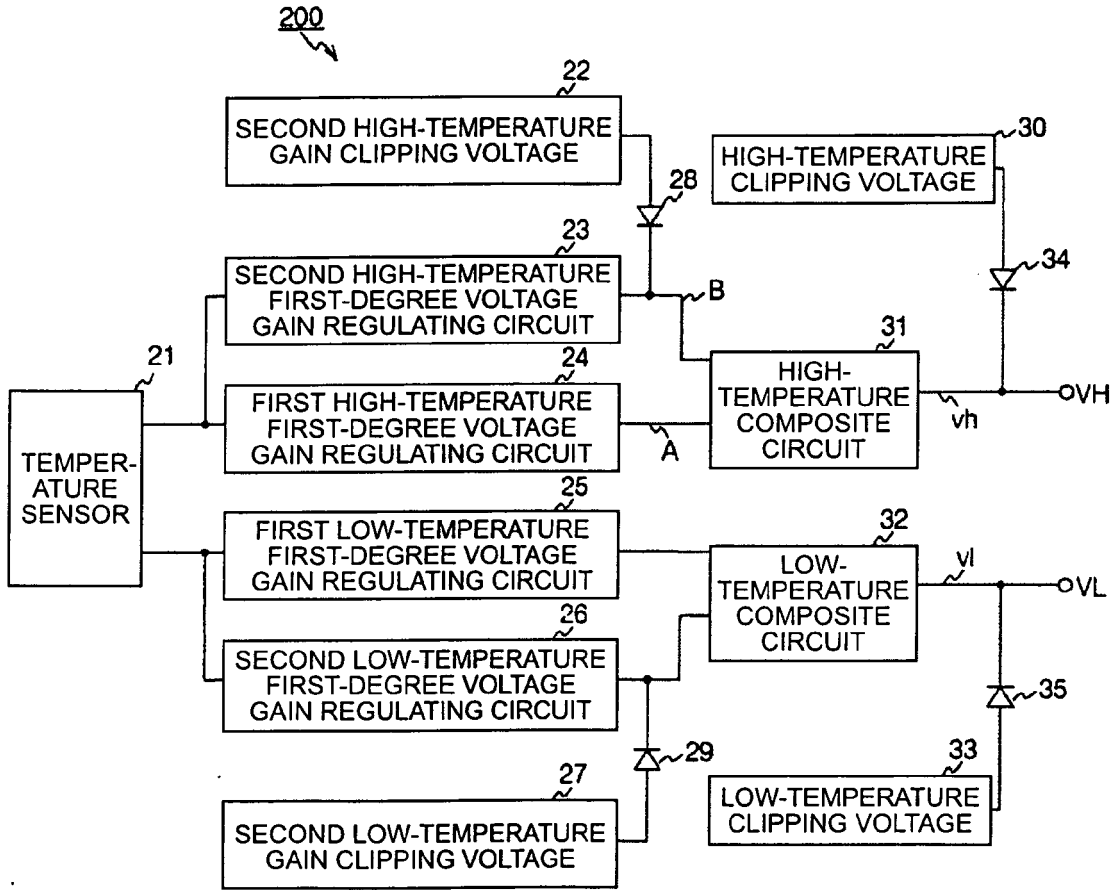 200
22
SECOND HIGH-TEMPERATURE
GAIN CLIPPING VOLTAGE
30
HIGH-TEMPERATURE
CLIPPING VOLTAGE
28
34
23
SECOND HIGH-TEMPERATURE
FIRST-DEGREE VOLTAGE
GAIN REGULATING CIRCUIT
B
21
TEMPER-
ATURE
SENSOR
24
FIRST HIGH-TEMPERATURE
FIRST-DEGREE VOLTAGE
GAIN REGULATING CIRCUIT
A
31
HIGH-
TEMPERATURE
COMPOSITE
CIRCUIT
vh
VH
25
FIRST LOW-TEMPERATURE
FIRST-DEGREE VOLTAGE
GAIN REGULATING CIRCUIT
32
LOW-
TEMPERATURE
COMPOSITE
CIRCUIT
vl
VL
26
SECOND LOW-TEMPERATURE
FIRST-DEGREE VOLTAGE
GAIN REGULATING CIRCUIT
29
35
27
SECOND LOW-TEMPERATURE
GAIN CLIPPING VOLTAGE
33
LOW-TEMPERATURE
CLIPPING VOLTAGE